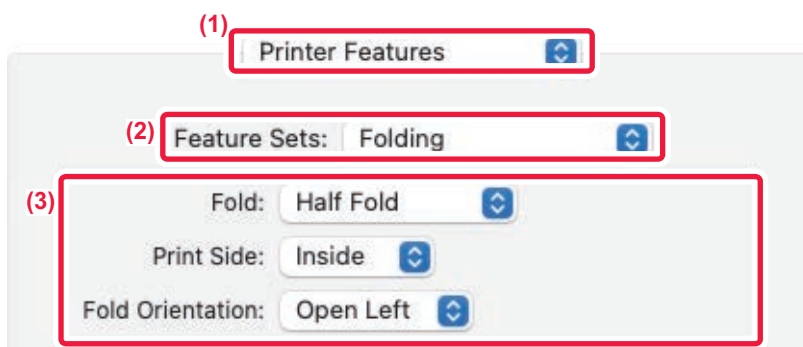 (1)
Printer Features
(2) Feature Sets: Folding
(3) Fold: Half Fold
Print Side: Inside
Fold Orientation: Open Left